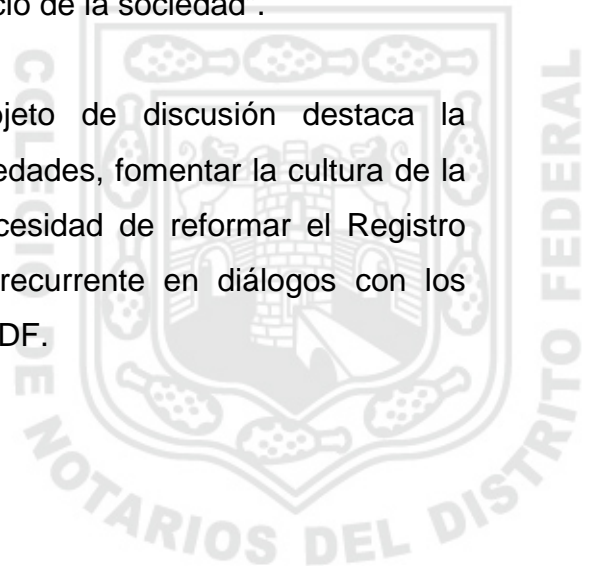 cio de la sociedad".
jeto de discusión destaca la
edades, fomentar la cultura de la
cesidad de reformar el Registro
recurrente en diálogos con los
DF.
COLEGIO DE NOTARIOS DEL DISTRITO FEDERAL